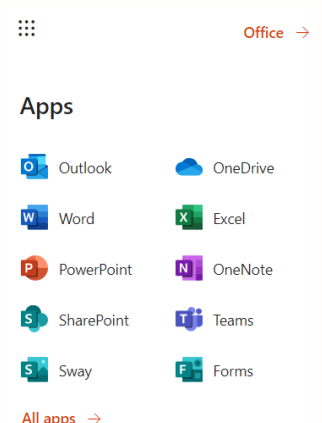 Office
Apps
Outlook
OneDrive
Word
Excel
PowerPoint
OneNote
SharePoint
Teams
Sway
Forms
All apps